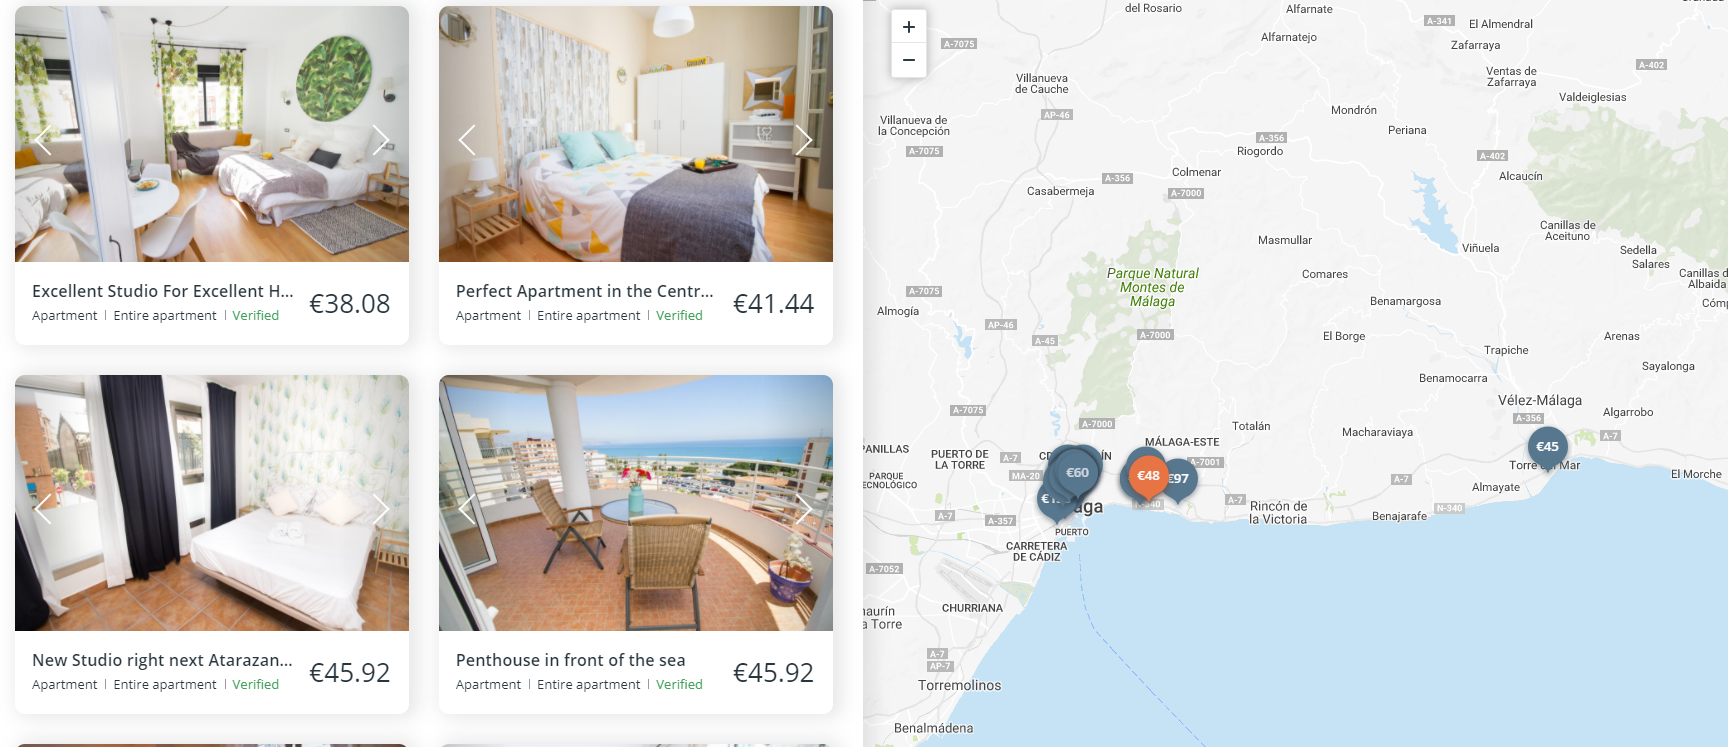 Excellent Studio For Excellent H...
€38.08
Apartment | Entire apartment | Verified
Perfect Apartment in the Centr...
€41.44
Apartment | Entire apartment | Verified
New Studio right next Atarazan...
€45.92
Apartment | Entire apartment | Verified
Penthouse in front of the sea
€45.92
Apartment | Entire apartment | Verified
+
−
del Rosario
Alfarnate
A-341
El Almendral
Alfarnatejo
Zafarraya
A-7075
A-402
Villanueva
de Cauche
Ventas de
Zafarraya
Valdeiglesias
AP-46
Mondrón
Villanueva de
la Concepción
Periana
A-356
A-7075
Riogordo
A-402
Colmenar
Alcaucín
A-356
Casabermeja
A-7000
Canillas de
Aceituno
Masmullar
Viñuela
Sedella
Salares
Parque Natural
Montes de
Málaga
Comares
Canillas d
Albaida
A-7075
Benamargosa
Cómp
Almogía
AP-46
A-45
A-7000
El Borge
Arenas
Trapiche
Sayalonga
Benamocarra
Vélez-Málaga
A-7075
A-356
Algarrobo
A-7000
Totalán
Macharaviaya
A-7
PANILLAS
PUERTO DE
LA TORRE
A-7
MÁLAGA-ESTE
€45
€60
€48
€97
A-7001
Torre
Mar
El Morche
PARQUE
ECNOLÓGICO
MA-20
A-7
Almayate
A-7
Rincón de
la Victoria
N-340
Benajarafe
A-7
A-357
aga
PUERTO
CARRETERA
DE CÁDIZ
A-7052
CHURRIANA
aurín
a Torre
A-7
AP-7
Torremolinos
Benalmádena